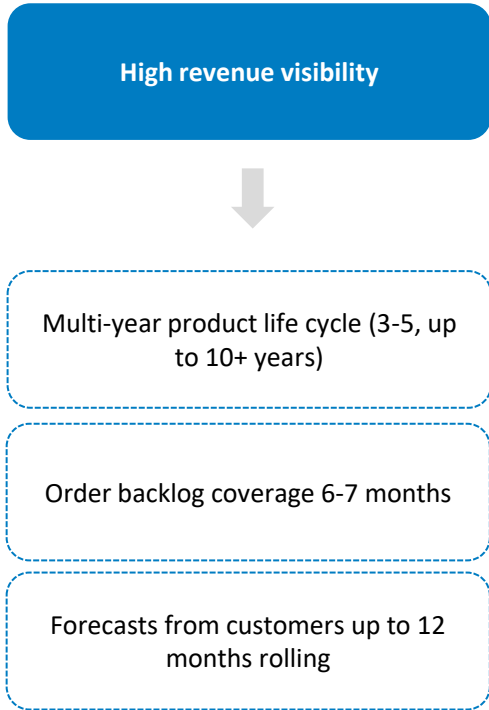 High revenue visibility
Multi-year product life cycle (3-5, up
to 10+ years)
Order backlog coverage 6-7 months
Forecasts from customers up to 12
months rolling